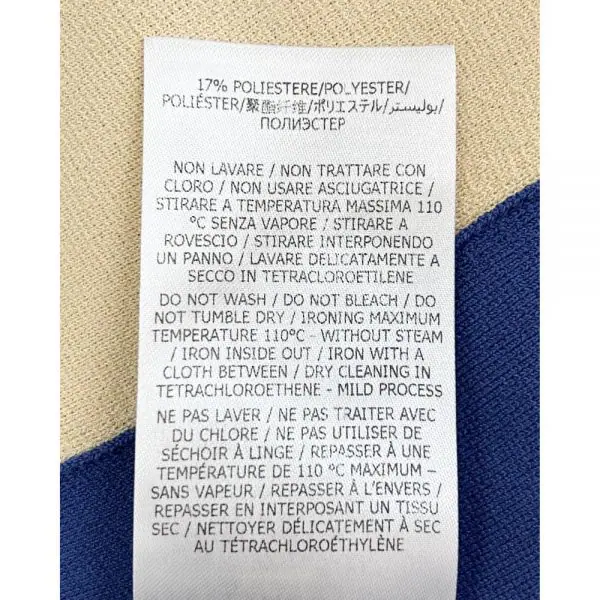 17% POLIESTERE/POLYESTER/
POLIÉSTER/聚酯纤维/ポリエステル/بوليستر/
ПОЛИЭСТЕР
NON LAVARE / NON TRATTARE CON
CLORO / NON USARE ASCIUGATRICE /
STIRARE A TEMPERATURA MASSIMA 110
ºC SENZA VAPORE / STIRARE A
ROVESCIO / STIRARE INTERPONENDO
UN PANNO / LAVARE DELICATAMENTE A
SECCO IN TETRACLOROETILENE
DO NOT WASH / DO NOT BLEACH / DO
NOT TUMBLE DRY / IRONING MAXIMUM
TEMPERATURE 110ºC - WITHOUT STEAM
/ IRON INSIDE OUT / IRON WITH A
CLOTH BETWEEN / DRY CLEANING IN
TETRACHLOROETHENE - MILD PROCESS
NE PAS LAVER / NE PAS TRAITER AVEC
DU CHLORE / NE PAS UTILISER DE
SÉCHOIR À LINGE / REPASSER À UNE
TEMPÉRATURE DE 110 ºC MAXIMUM –
SANS VAPEUR / REPASSER À L'ENVERS /
REPASSER EN INTERPOSANT UN TISSU
SEC / NETTOYER DÉLICATEMENT À SEC
AU TÉTRACHLOROÉTHYLÈNE